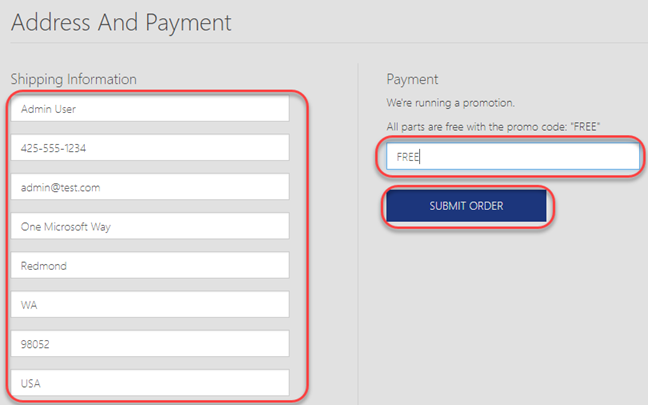 Address And Payment
Shipping Information
Admin User
425-555-1234
admin@test.com
One Microsoft Way
Redmond
WA
98052
USA
Payment
We're running a promotion.
All parts are free with the promo code: "FREE"
FREE
SUBMIT ORDER